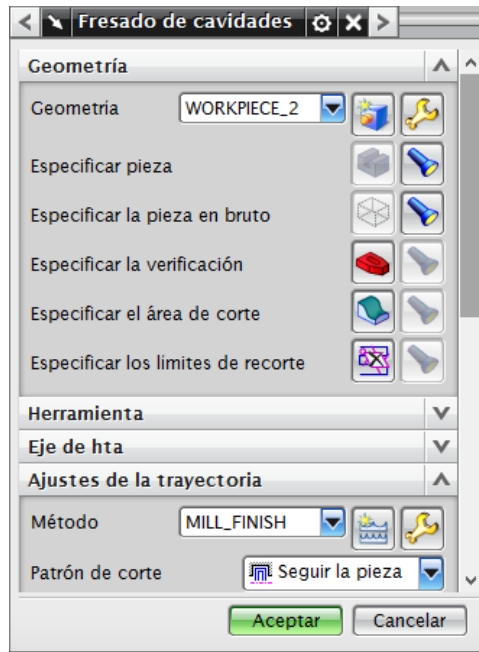 Fresado de cavidades
Geometría
Geometría WORKPIECE_2
Especificar pieza
Especificar la pieza en bruto
Especificar la verificación
Especificar el área de corte
Especificar los limites de recorte
Herramienta
Eje de hta
Ajustes de la trayectoria
Método MILL_FINISH
Patrón de corte Seguir la pieza
Aceptar Cancelar